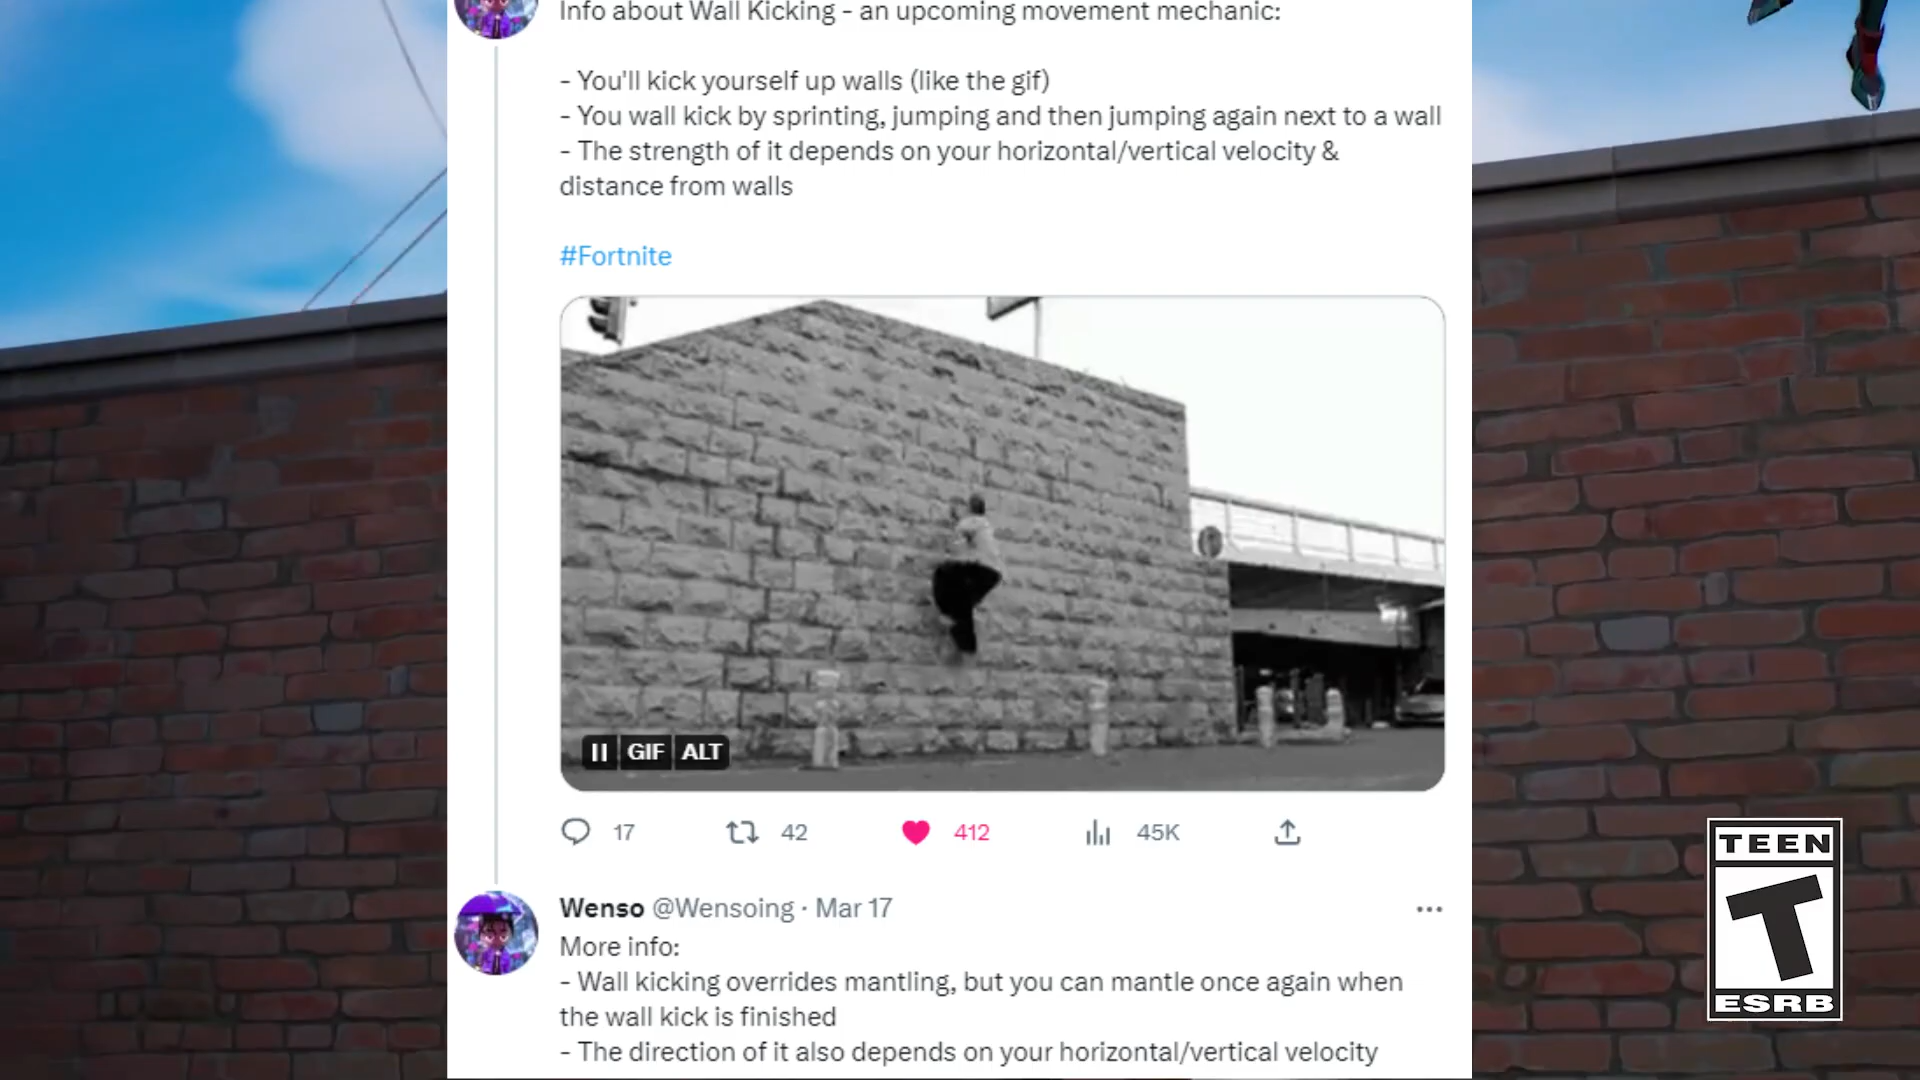 Info about Wall Kicking - an upcoming movement mechanic:
- You'll kick yourself up walls (like the gif)
- You wall kick by sprinting, jumping and then jumping again next to a wall
- The strength of it depends on your horizontal/vertical velocity &
distance from walls
#Fortnite
GIF ALT
17 42 412 45K
Wenso @Wensoing · Mar 17
More info:
- Wall kicking overrides mantling, but you can mantle once again when
the wall kick is finished
- The direction of it also depends on your horizontal/vertical velocity
TEEN
T
ESRB